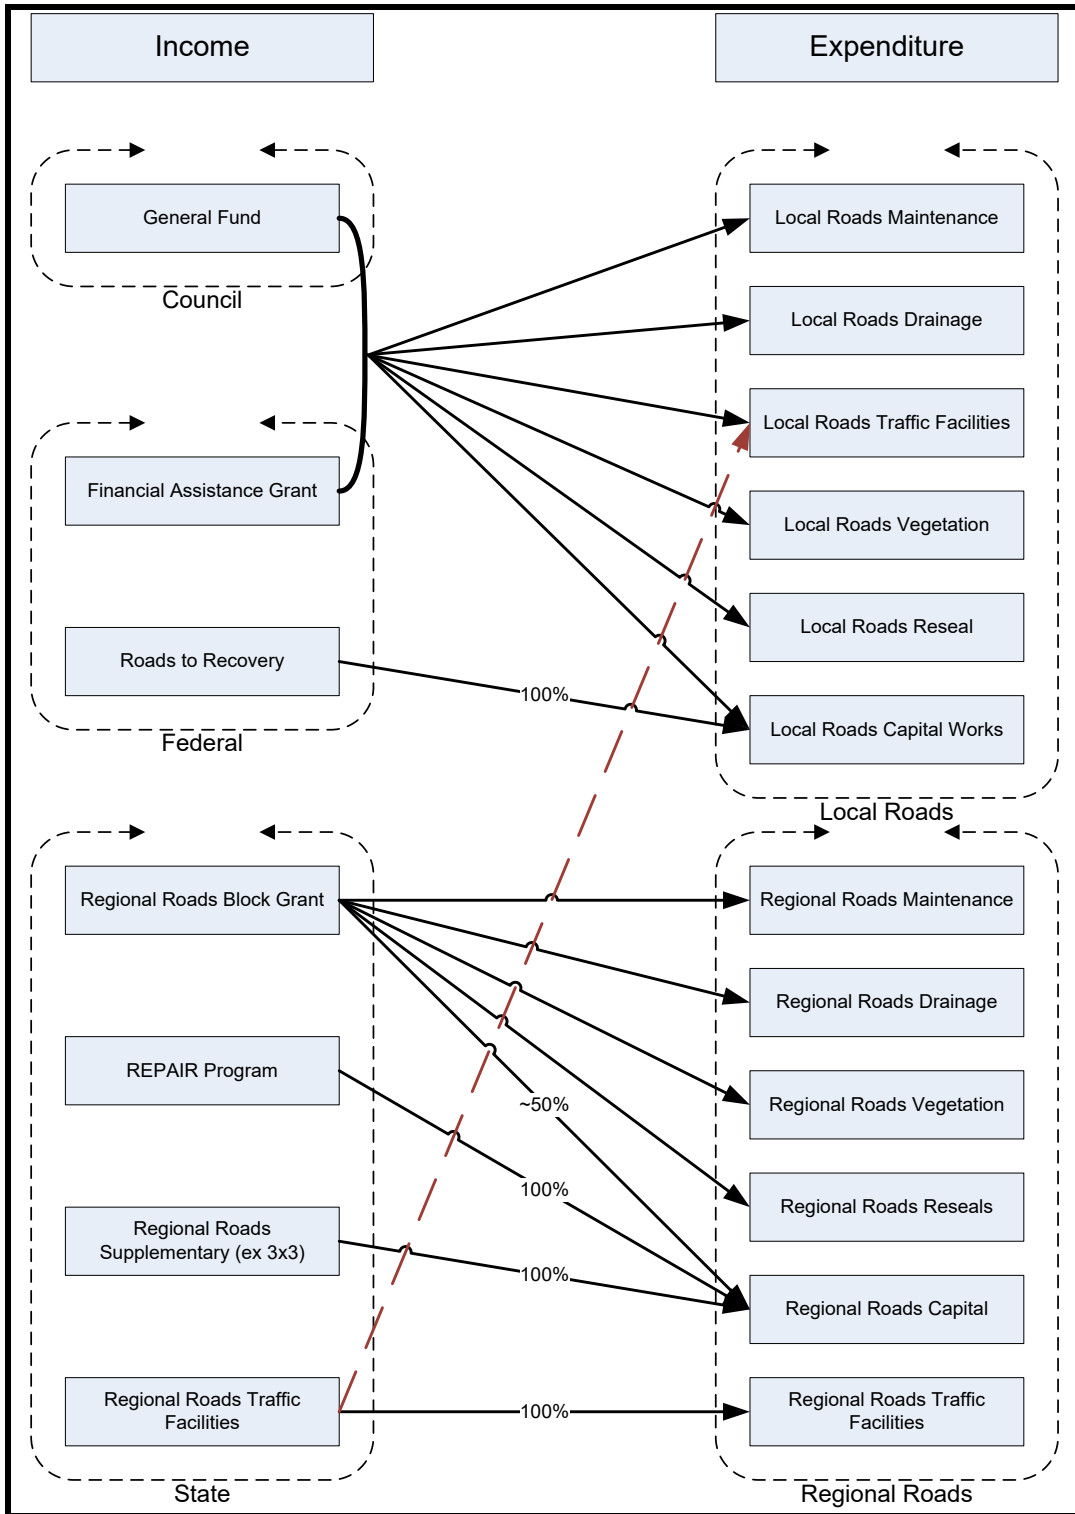 Income
Expenditure
General Fund
Council
Financial Assistance Grant
Roads to Recovery
Federal
100%
Local Roads Maintenance
Local Roads Drainage
Local Roads Traffic Facilities
Local Roads Vegetation
Local Roads Reseal
Local Roads Capital Works
Local Roads
Regional Roads Block Grant
REPAIR Program
Regional Roads
Supplementary (ex 3x3)
Regional Roads Traffic
Facilities
State
~50%
100%
100%
100%
Regional Roads Maintenance
Regional Roads Drainage
Regional Roads Vegetation
Regional Roads Reseals
Regional Roads Capital
Regional Roads Traffic
Facilities
Regional Roads